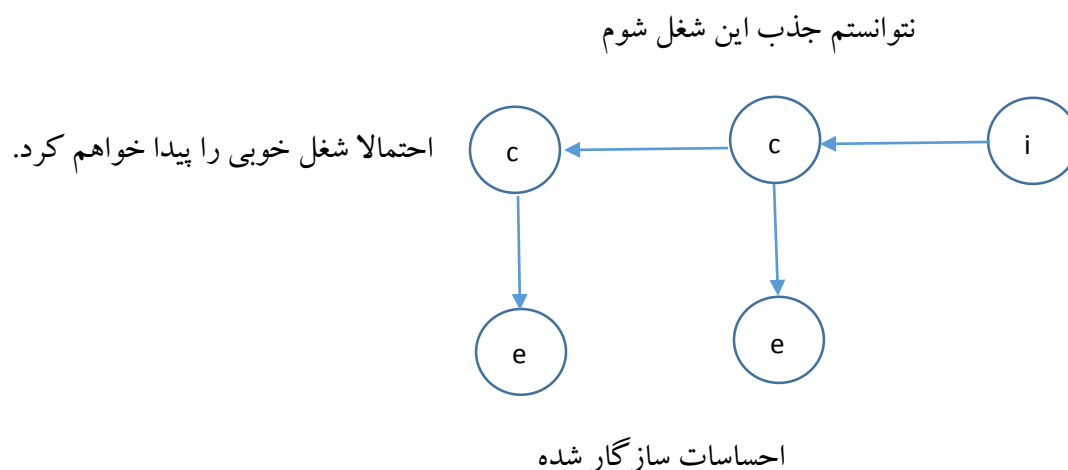 نتوانستم جذب این شغل شوم
i
c
c
احتمالا شغل خوبی را پیدا خواهم کرد.
e
e
احساسات سازگار شده